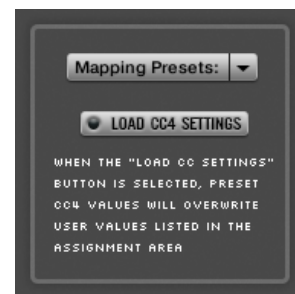 Mapping Presets:
LOAD CC4 SETTINGS
WHEN THE "LOAD CC SETTINGS"
BUTTON IS SELECTED, PRESET
CC4 VALUES WILL OVERWRITE
USER VALUES LISTED IN THE
ASSIGNMENT AREA